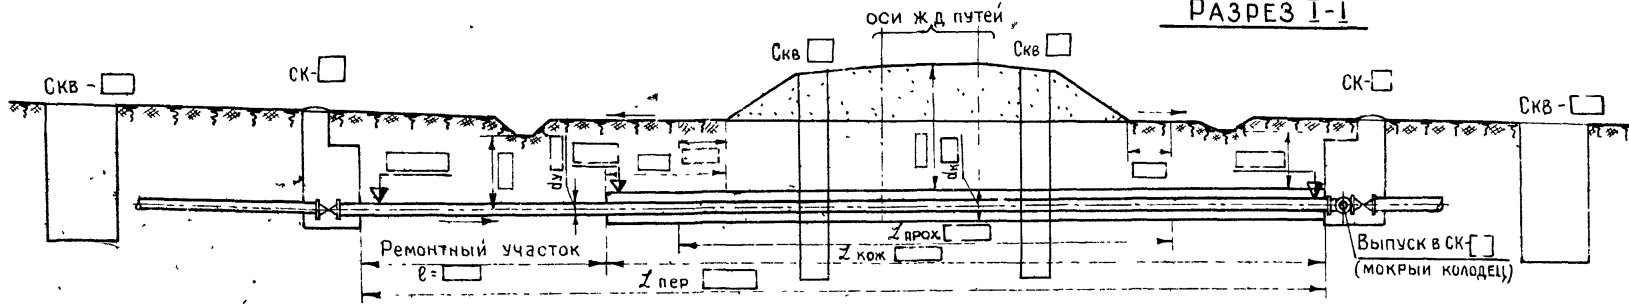 РАЗРЕЗ I-I
ОСИ Ж.Д ПУТЕЙ
Скв
Скв
СК-
СК-
Скв -
Скв -
dу
dк
L прох.
L кож
Ремонтный участок
ℓ=
L пер
Выпуск в СК-
(мокрый колодец)